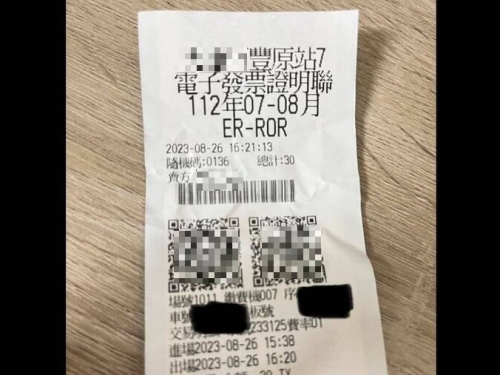 豐原站7
電子發票證明聯
112年07-08月
ER-ROR
2023-08-26 16:21:13
隨機碼:0136 總計:30
賣方
場號1011 繳費機007 序
車號 板號
交易 233125費率01
進場2023-08-26 15:38
出場2023-08-26 16:20